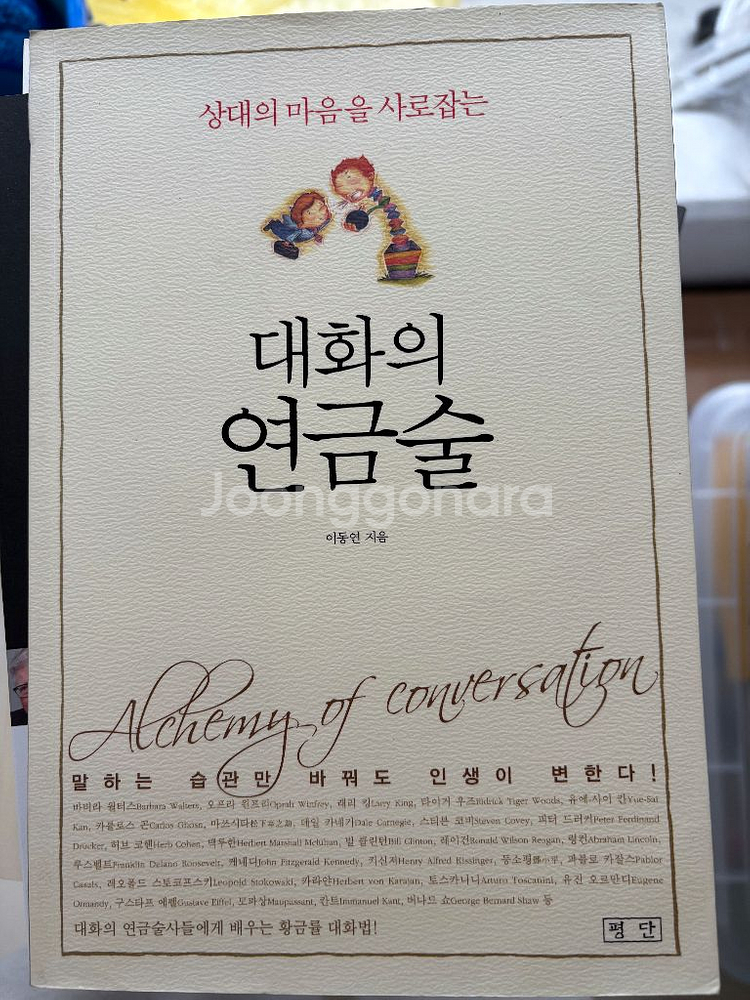 상대의 마음을 사로잡는
대화의
연금술
Joonggonara
이동연 지음
Alchemy of conversation
말하는 습관만 바꿔도 인생이 변한다!
바바라 월터스Barbara Walters, 오프라 윈프리Oprah Winfrey, 래리 킹Larry King, 타이거 우즈Eldrick Tiger Woods, 유에-사이 칸Yue-Sai
Kan, 카를로스 곤Carlos Ghosn, 마쓰시다松下幸之助, 데일 카네기Dale Carnegie, 스티븐 코비Steven Covey, 피터 드러커Peter Ferdinand
Drucker, 허브 코헨Herb Cohen, 맥루한Herbert Marshall Mcluhan, 빌 클린턴Bill Clinton, 레이건Ronald Wilson Reagan, 링컨Abraham Lincoln,
루스벨트Franklin Delano Roosevelt, 케네디John Fitzgerald Kennedy, 키신저Henry Alfred Kissinger, 등소평鄧小平, 파블로 카잘스Pablor
Casals, 레오폴드 스토코프스키Leopold Stokowski, 카라얀Herbert von Karajan, 토스카니니Arturo Toscanini, 유진 오르만디Eugene
Ormandy, 구스타프 에펠Gustave Eiffel, 모파상Maupassant, 칸트Immanuel Kant, 버나드 쇼George Bernard Shaw 등
대화의 연금술사들에게 배우는 황금률 대화법!
평단